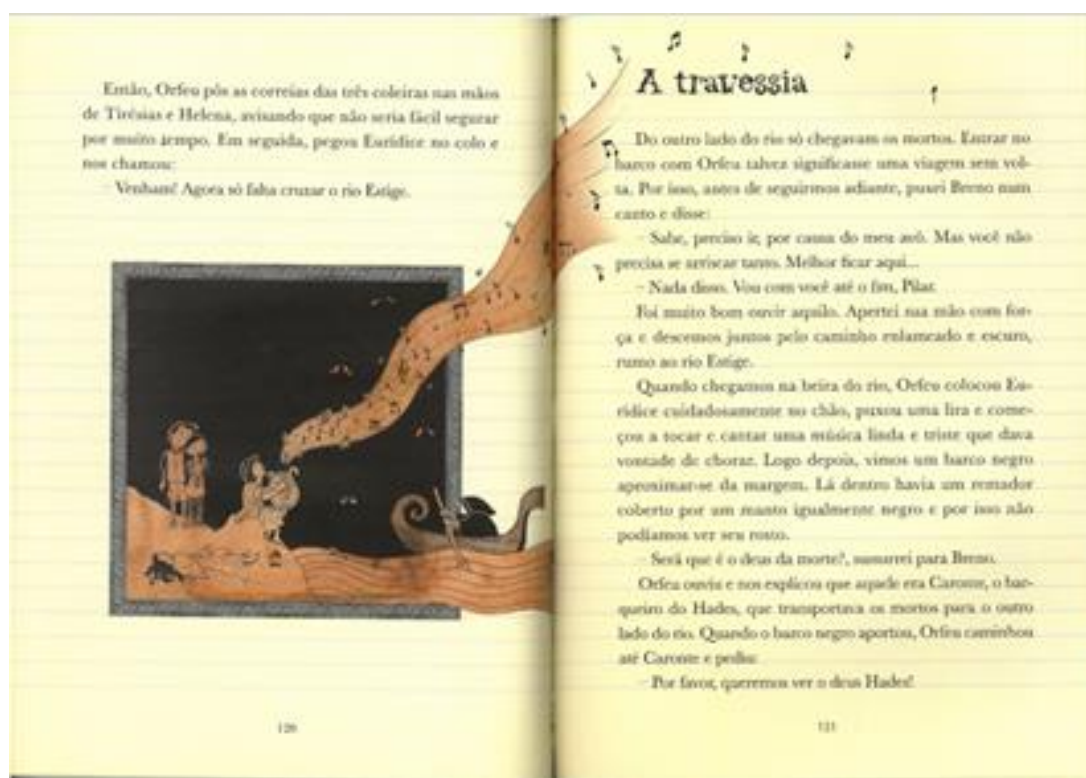 Então, Orfeu pôs as correias das três coleiras nas mãos
de Tirésias e Helena, avisando que não seria fácil segurar
por muito tempo. Em seguida, pegou Eurídice no colo e
nos chamou:
– Venham! Agora só falta cruzar o rio Estige.
120
A travessia
Do outro lado do rio só chegavam os mortos. Entrar no
barco com Orfeu talvez significasse uma viagem sem vol-
ta. Por isso, antes de seguirmos adiante, puxei Breno num
canto e disse:
– Sabe, preciso ir, por causa do meu avô. Mas você não
precisa se arriscar tanto. Melhor ficar aqui...
– Nada disso. Vou com você até o fim, Pilar.
Foi muito bom ouvir aquilo. Apertei sua mão com for-
ça e descemos juntos pelo caminho enlameado e escuro,
rumo ao rio Estige.
Quando chegamos na beira do rio, Orfeu colocou Eu-
rídice cuidadosamente no chão, puxou uma lira e come-
çou a tocar e cantar uma música linda e triste que dava
vontade de chorar. Logo depois, vimos um barco negro
aproximar-se da margem. Lá dentro havia um remador
coberto por um manto igualmente negro e por isso não
podíamos ver seu rosto.
– Será que é o deus da morte?, sussurrei para Breno.
Orfeu ouviu e nos explicou que aquele era Caronte, o bar-
queiro do Hades, que transportava os mortos para o outro
lado do rio. Quando o barco negro aportou, Orfeu caminhou
até Caronte e pediu:
– Por favor, queremos ver o deus Hades!
121